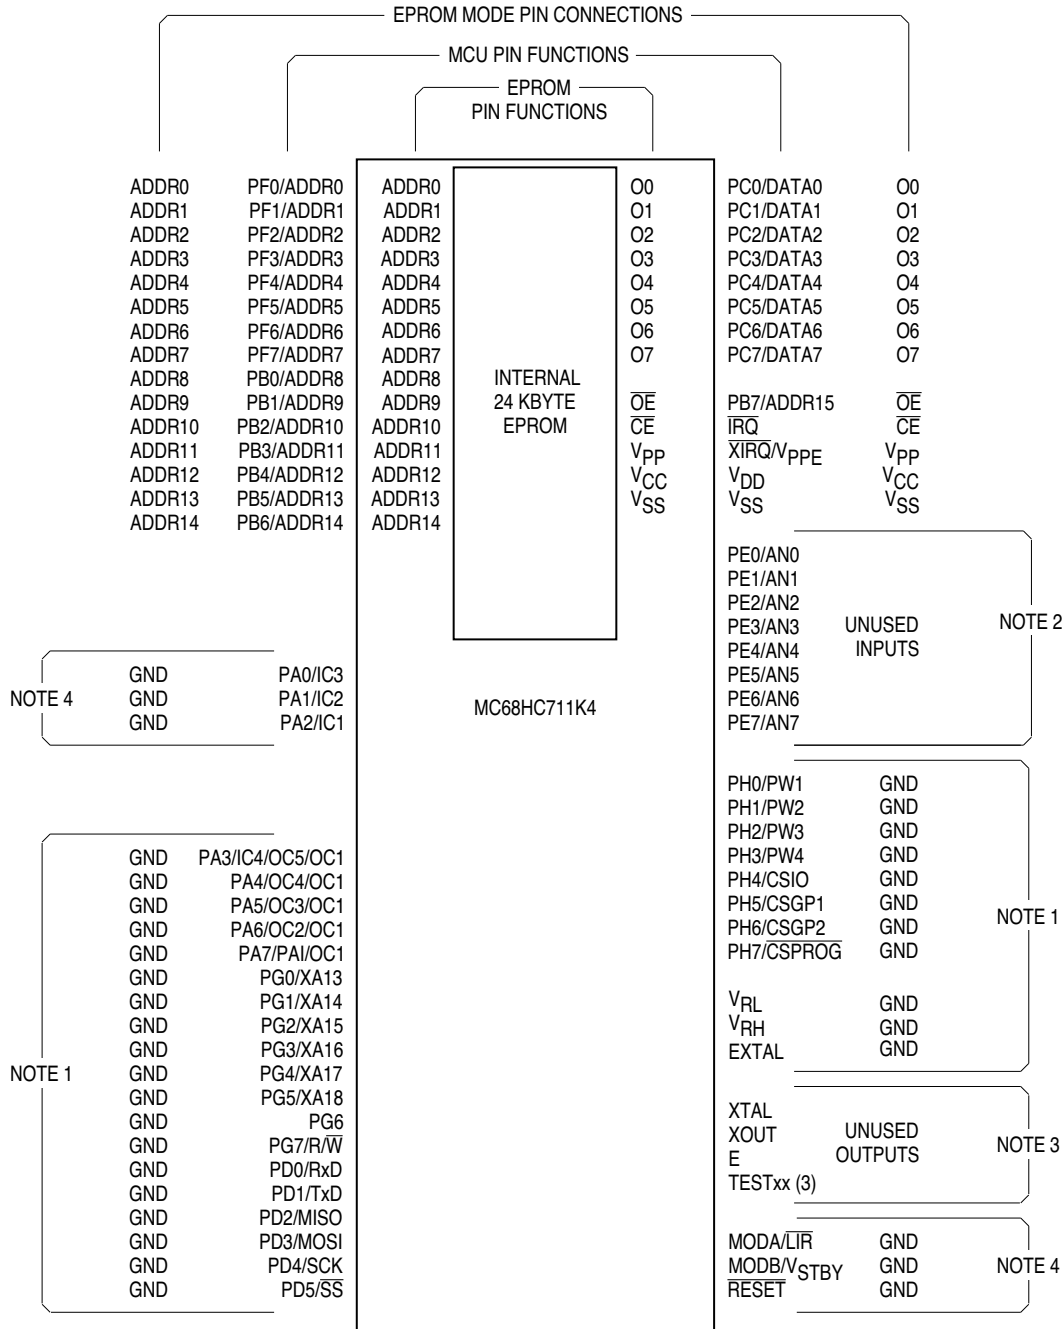 EPROM MODE PIN CONNECTIONS
MCU PIN FUNCTIONS
EPROM
PIN FUNCTIONS
ADDR0 PF0/ADDR0 ADDR0 O0 PC0/DATA0 O0
ADDR1 PF1/ADDR1 ADDR1 O1 PC1/DATA1 O1
ADDR2 PF2/ADDR2 ADDR2 O2 PC2/DATA2 O2
ADDR3 PF3/ADDR3 ADDR3 O3 PC3/DATA3 O3
ADDR4 PF4/ADDR4 ADDR4 O4 PC4/DATA4 O4
ADDR5 PF5/ADDR5 ADDR5 O5 PC5/DATA5 O5
ADDR6 PF6/ADDR6 ADDR6 O6 PC6/DATA6 O6
ADDR7 PF7/ADDR7 ADDR7 O7 PC7/DATA7 O7
ADDR8 PB0/ADDR8 ADDR8 INTERNAL
ADDR9 PB1/ADDR9 ADDR9 24 KBYTE OE PB7/ADDR15 OE
ADDR10 PB2/ADDR10 ADDR10 EPROM CE IRQ CE
ADDR11 PB3/ADDR11 ADDR11 VPP XIRQ/VPPE VPP
ADDR12 PB4/ADDR12 ADDR12 VCC VDD VCC
ADDR13 PB5/ADDR13 ADDR13 VSS VSS VSS
ADDR14 PB6/ADDR14 ADDR14
PE0/AN0
PE1/AN1
PE2/AN2
PE3/AN3 UNUSED NOTE 2
PE4/AN4 INPUTS
GND PA0/IC3 PE5/AN5
NOTE 4 GND PA1/IC2 MC68HC711K4 PE6/AN6
GND PA2/IC1 PE7/AN7
PH0/PW1 GND
PH1/PW2 GND
PH2/PW3 GND
GND PA3/IC4/OC5/OC1 PH3/PW4 GND
GND PA4/OC4/OC1 PH4/CSIO GND
GND PA5/OC3/OC1 PH5/CSGP1 GND
GND PA6/OC2/OC1 PH6/CSGP2 GND NOTE 1
GND PA7/PAI/OC1 PH7/CSPROG GND
GND PG0/XA13
GND PG1/XA14 VRL GND
GND PG2/XA15 VRH GND
GND PG3/XA16 EXTAL GND
NOTE 1 GND PG4/XA17
GND PG5/XA18 XTAL
GND PG6 XOUT UNUSED
GND PG7/R/W E OUTPUTS NOTE 3
GND PD0/RxD TESTxx (3)
GND PD1/TxD
GND PD2/MISO
GND PD3/MOSI MODA/LIR GND
GND PD4/SCK MODB/VSTBY GND NOTE 4
GND PD5/SS RESET GND